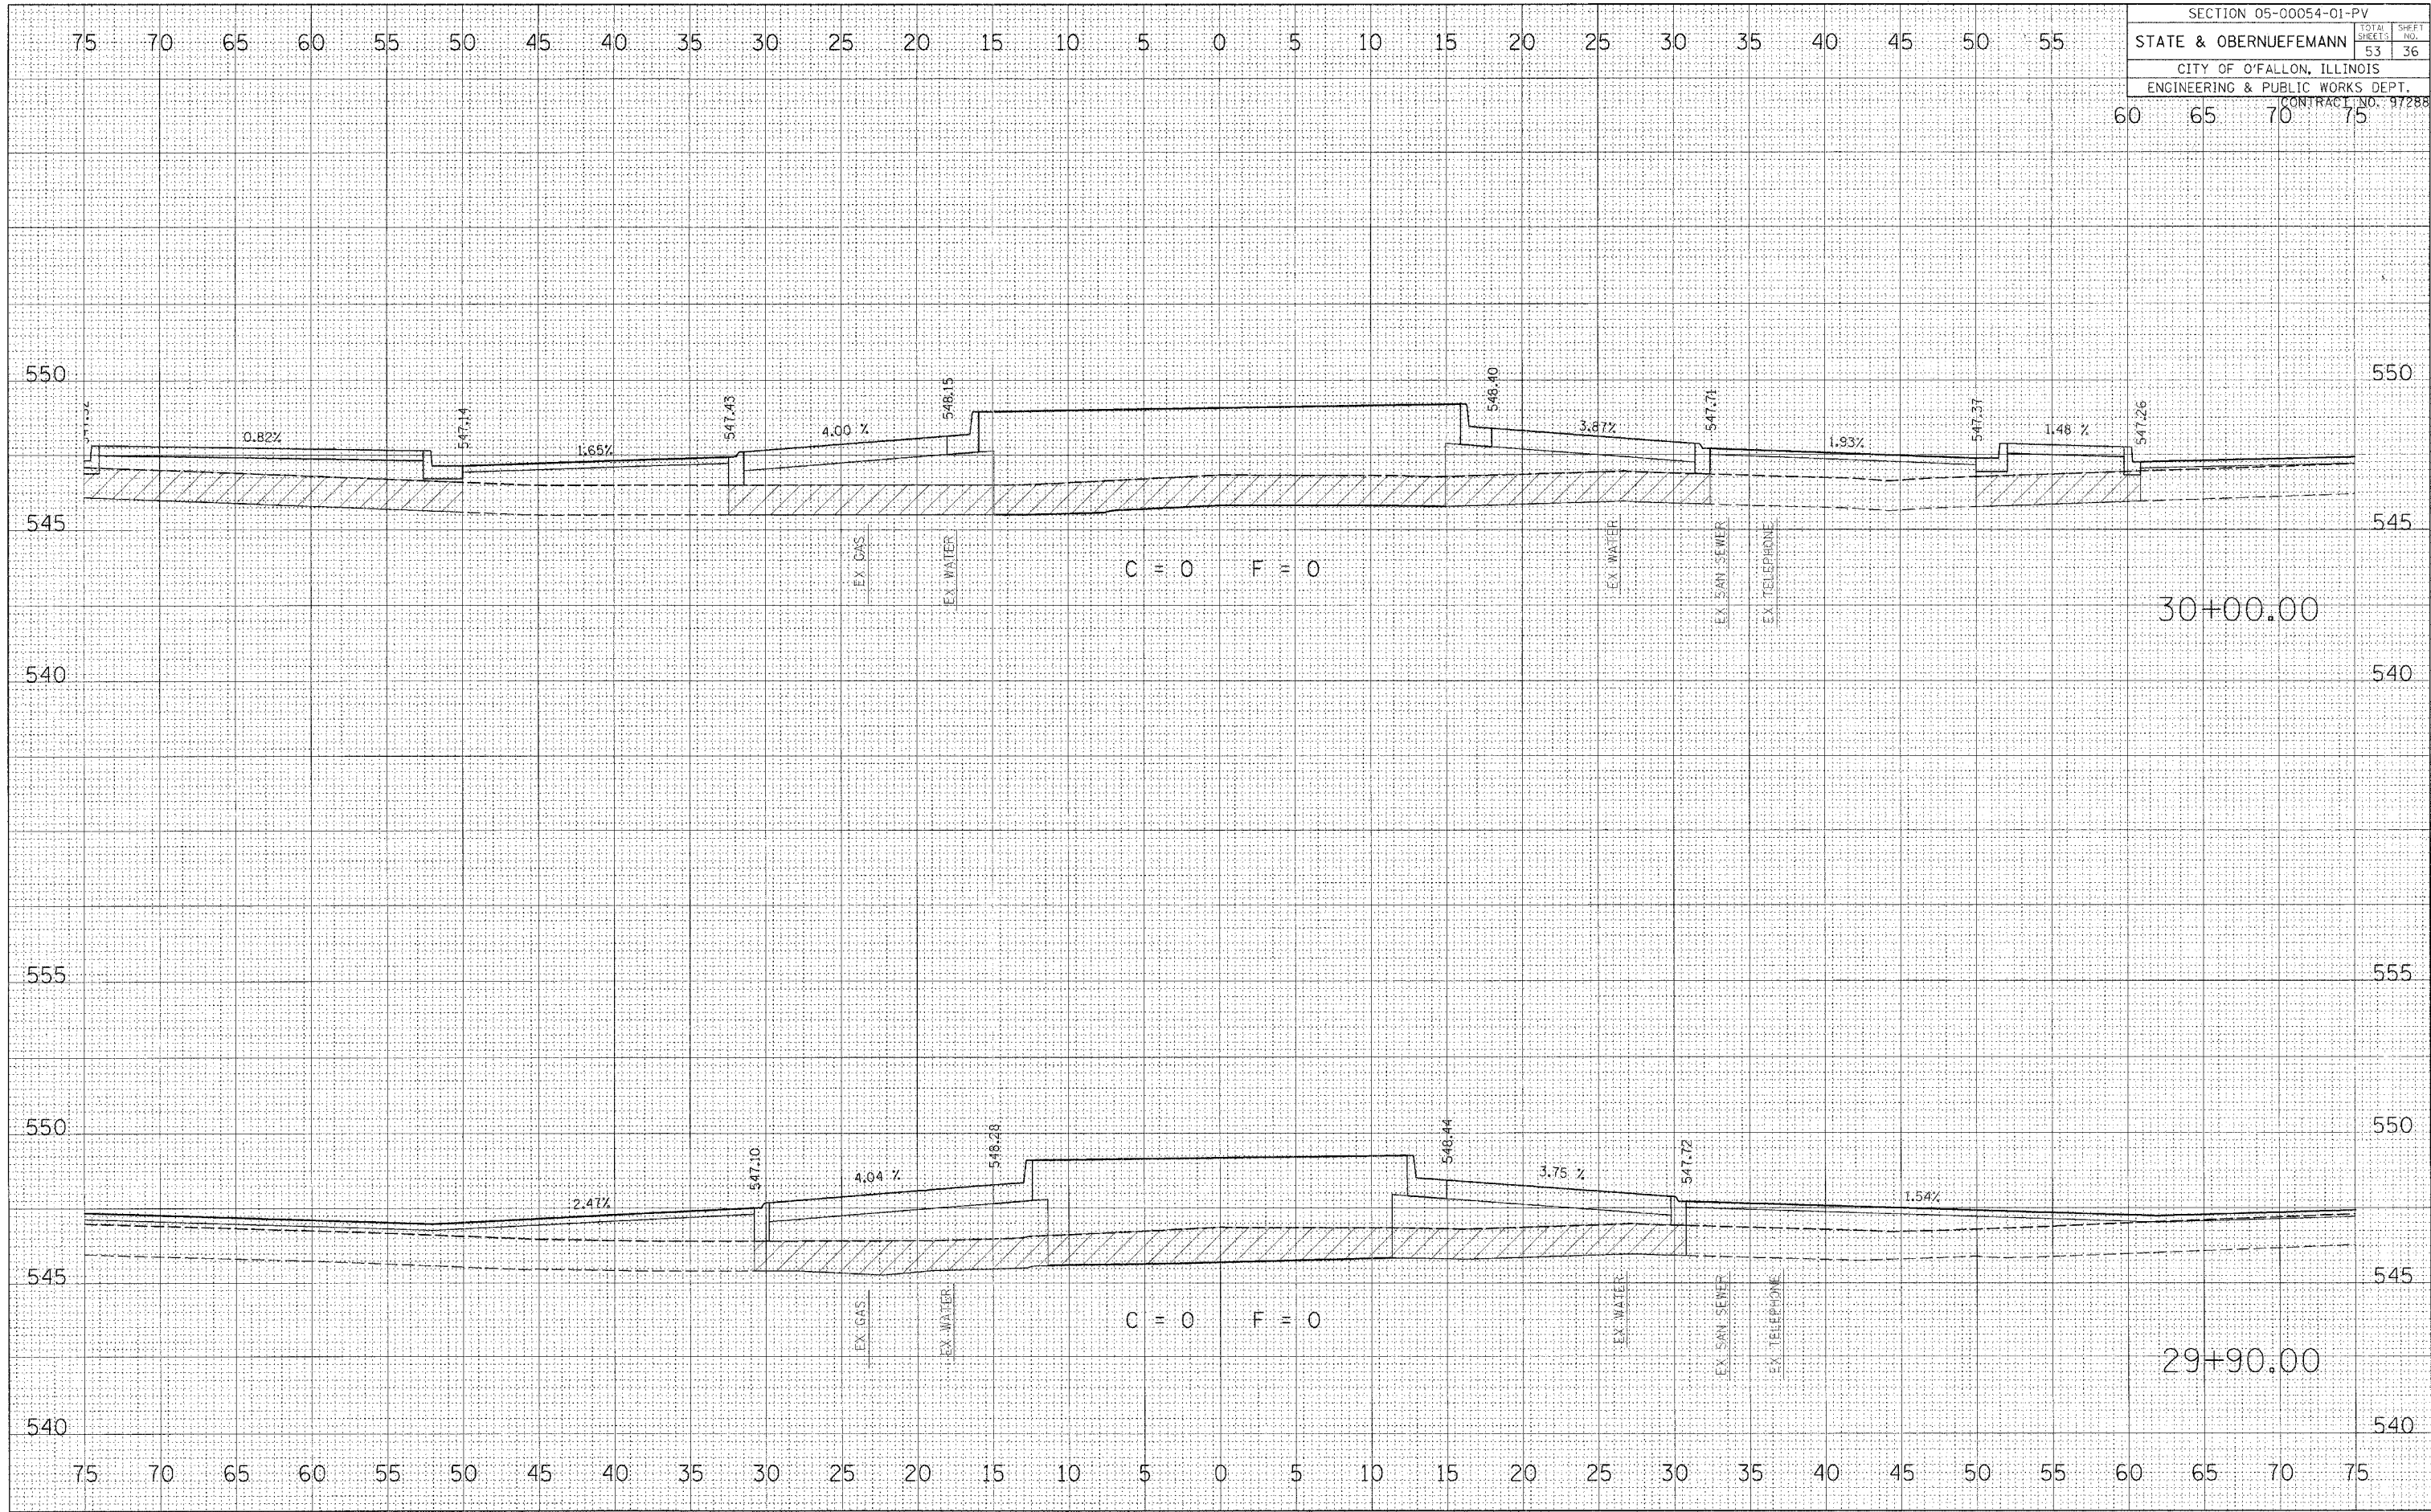 SECTION 05-00054-01-PV
STATE & OBERNUEFEMANN
TOTAL SHEETS
SHEET NO.
53 36
CITY OF O'FALLON, ILLINOIS
ENGINEERING & PUBLIC WORKS DEPT.
CONTRACT NO. 97288
75 70 65 60 55 50 45 40 35 30 25 20 15 10 5 0 5 10 15 20 25 30 35 40 45 50 55
60 65 70 75
550 550
547.14 547.43 548.15 548.40 547.71 547.37 547.26
0.82% 1.65% 4.00 % 3.87% 1.93% 1.48 %
545 545
EX GAS
EX WATER
C = 0 F = 0
EX WATER
EX SAN SEWER
EX TELEPHONE
30+00.00
540 540
555 555
550 550
547.10 548.28 548.44 547.72
2.47% 4.04 % 3.75 % 1.54%
545 545
EX GAS
EX WATER
C = 0 F = 0
EX WATER
EX SAN SEWER
EX TELEPHONE
29+90.00
540 540
75 70 65 60 55 50 45 40 35 30 25 20 15 10 5 0 5 10 15 20 25 30 35 40 45 50 55 60 65 70 75